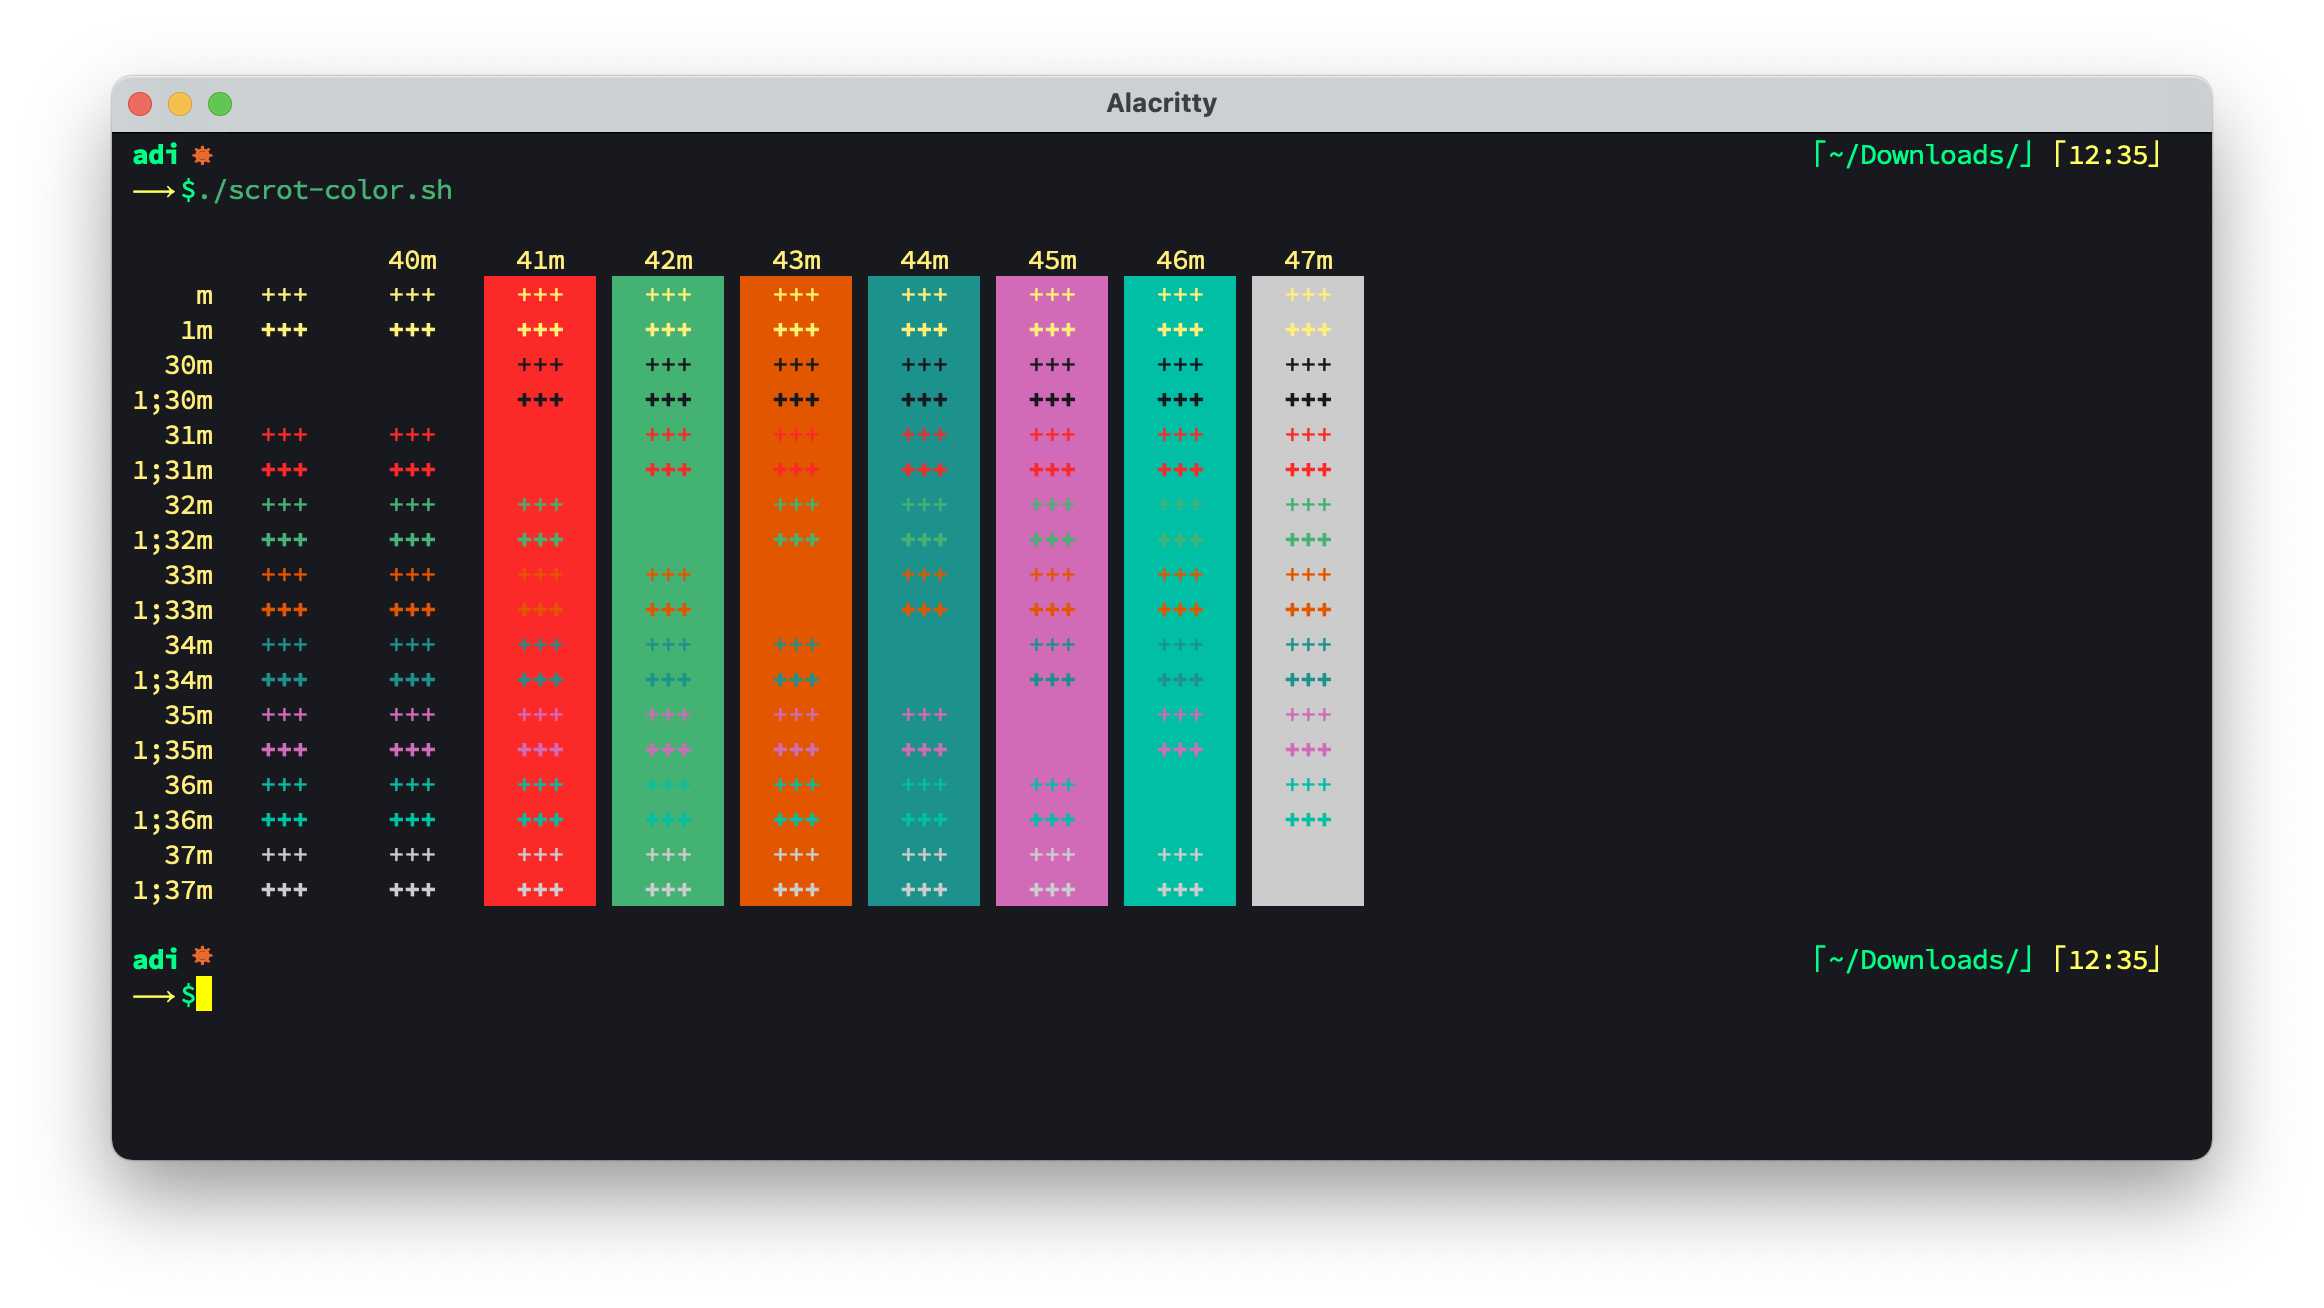 Alacritty
adi ⎈ ⌈~/Downloads/⌋ ⌈12:35⌋
⟶$./scrot-color.sh
40m 41m 42m 43m 44m 45m 46m 47m
m +++ +++ +++ +++ +++ +++ +++ +++ +++
1m +++ +++ +++ +++ +++ +++ +++ +++ +++
30m +++ +++ +++ +++ +++ +++ +++
1;30m +++ +++ +++ +++ +++ +++ +++
31m +++ +++ +++ +++ +++ +++ +++ +++
1;31m +++ +++ +++ +++ +++ +++ +++ +++
32m +++ +++ +++ +++ +++ +++ +++ +++
1;32m +++ +++ +++ +++ +++ +++ +++ +++
33m +++ +++ +++ +++ +++ +++ +++ +++
1;33m +++ +++ +++ +++ +++ +++ +++ +++
34m +++ +++ +++ +++ +++ +++ +++ +++
1;34m +++ +++ +++ +++ +++ +++ +++ +++
35m +++ +++ +++ +++ +++ +++ +++ +++
1;35m +++ +++ +++ +++ +++ +++ +++ +++
36m +++ +++ +++ +++ +++ +++ +++ +++
1;36m +++ +++ +++ +++ +++ +++ +++ +++
37m +++ +++ +++ +++ +++ +++ +++ +++
1;37m +++ +++ +++ +++ +++ +++ +++ +++
adi ⎈ ⌈~/Downloads/⌋ ⌈12:35⌋
⟶$